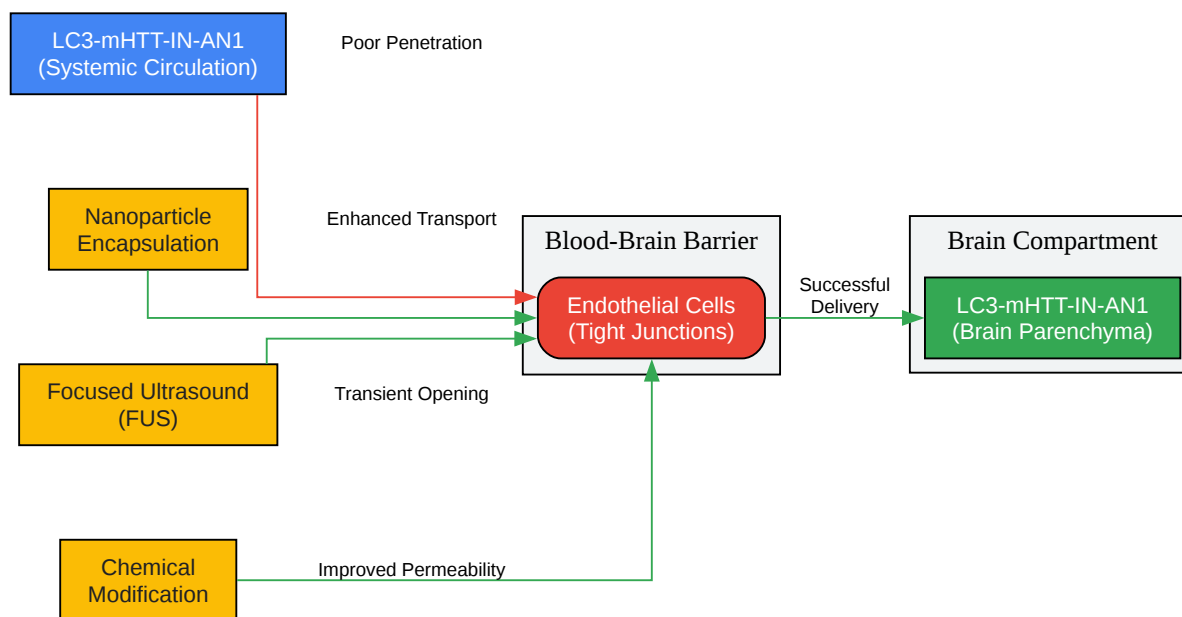 LC3-mHTT-IN-AN1
(Systemic Circulation)
Poor Penetration
Nanoparticle
Encapsulation
Enhanced Transport
Blood-Brain Barrier
Endothelial Cells
(Tight Junctions)
Successful
Delivery
Brain Compartment
LC3-mHTT-IN-AN1
(Brain Parenchyma)
Focused Ultrasound
(FUS)
Transient Opening
Chemical
Modification
Improved Permeability